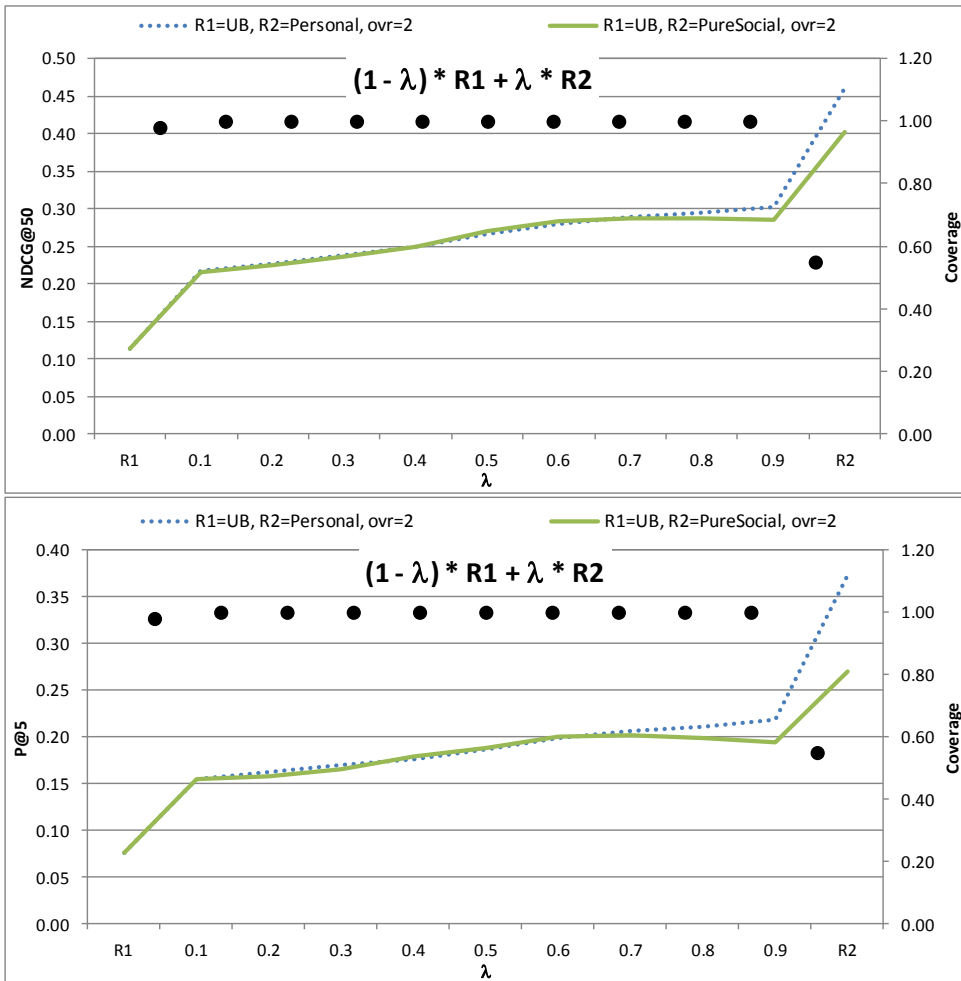 R1=UB, R2=Personal, ovr=2 R1=UB, R2=PureSocial, ovr=2
(1 - λ) * R1 + λ * R2
0.50 1.20
0.45
0.40 1.00
0.35
0.80
0.30
0.25 0.60
0.20
0.15 0.40
0.10
0.20
0.05
0.00 0.00
NDCG@50
Coverage
R1 0.1 0.2 0.3 0.4 0.5 0.6 0.7 0.8 0.9 R2
λ
R1=UB, R2=Personal, ovr=2 R1=UB, R2=PureSocial, ovr=2
(1 - λ) * R1 + λ * R2
0.40 1.20
0.35
1.00
0.30
0.80
0.25
0.20 0.60
0.15
0.40
0.10
0.20
0.05
0.00 0.00
P@5
Coverage
R1 0.1 0.2 0.3 0.4 0.5 0.6 0.7 0.8 0.9 R2
λ